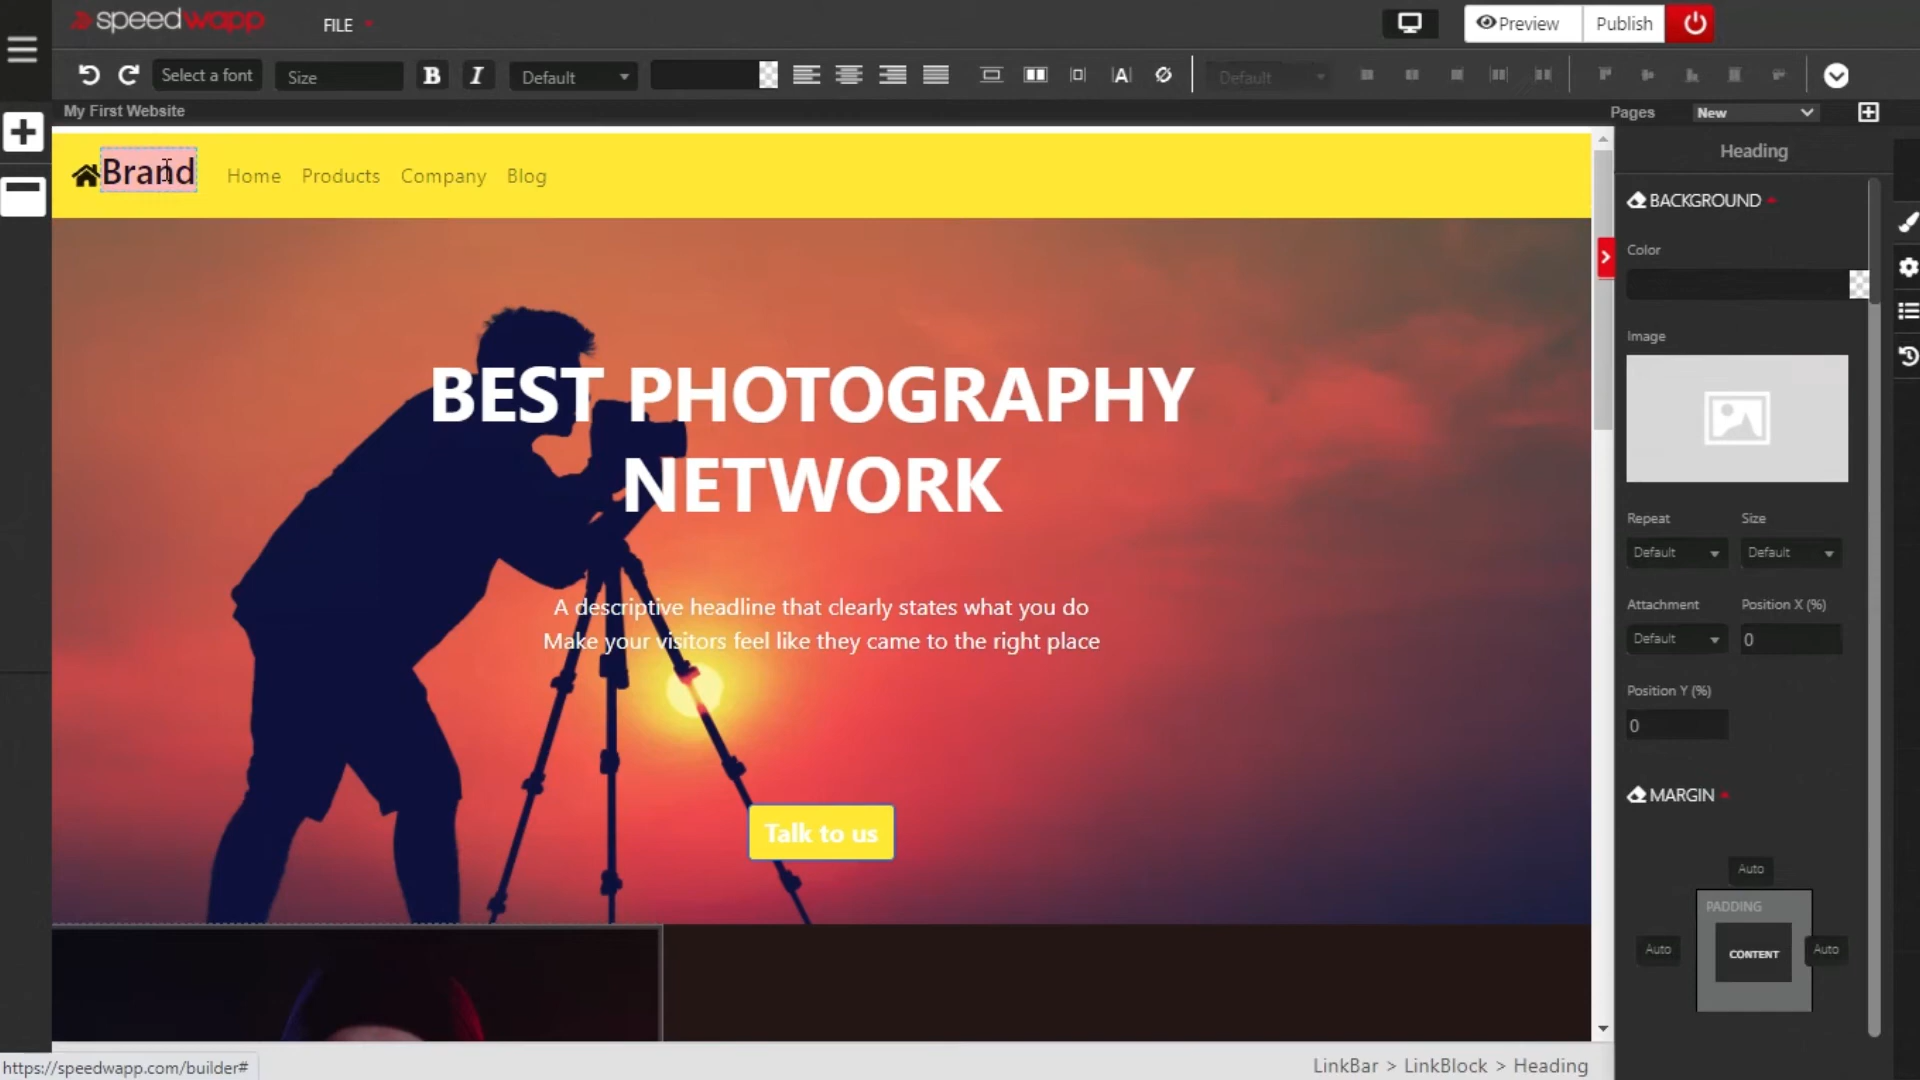 speedwapp
FILE
Preview
Publish
Select a font
Size
B
I
Default
A
Default
My First Website
Pages
New
Brand
Home
Products
Company
Blog
BEST PHOTOGRAPHY
NETWORK
A descriptive headline that clearly states what you do
Make your visitors feel like they came to the right place
Talk to us
Heading
BACKGROUND
Color
Image
Repeat
Size
Default
Default
Attachment
Position X (%)
Default
0
Position Y (%)
0
MARGIN
Auto
PADDING
Auto
CONTENT
Auto
https://speedwapp.com/builder#
LinkBar > LinkBlock > Heading